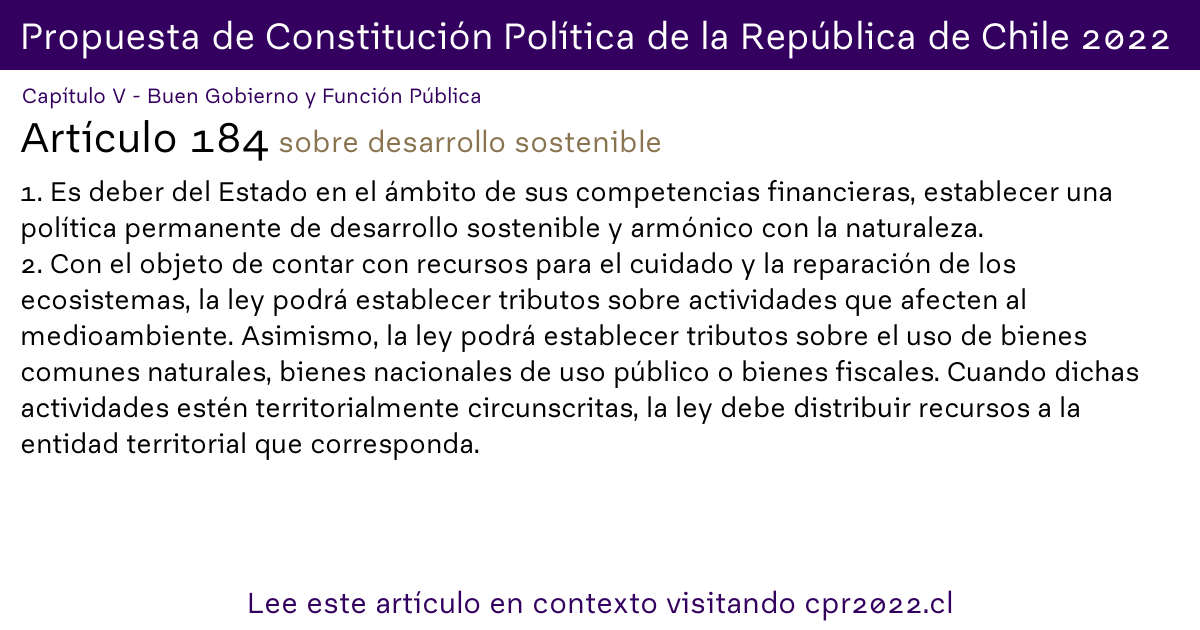 Propuesta de Constitución Política de la República de Chile 2022
Capítulo V - Buen Gobierno y Función Pública
Artículo 184 sobre desarrollo sostenible
1. Es deber del Estado en el ámbito de sus competencias financieras, establecer una
política permanente de desarrollo sostenible y armónico con la naturaleza.
2. Con el objeto de contar con recursos para el cuidado y la reparación de los
ecosistemas, la ley podrá establecer tributos sobre actividades que afecten al
medioambiente. Asimismo, la ley podrá establecer tributos sobre el uso de bienes
comunes naturales, bienes nacionales de uso público o bienes fiscales. Cuando dichas
actividades estén territorialmente circunscritas, la ley debe distribuir recursos a la
entidad territorial que corresponda.
Lee este artículo en contexto visitando cpr2022.cl